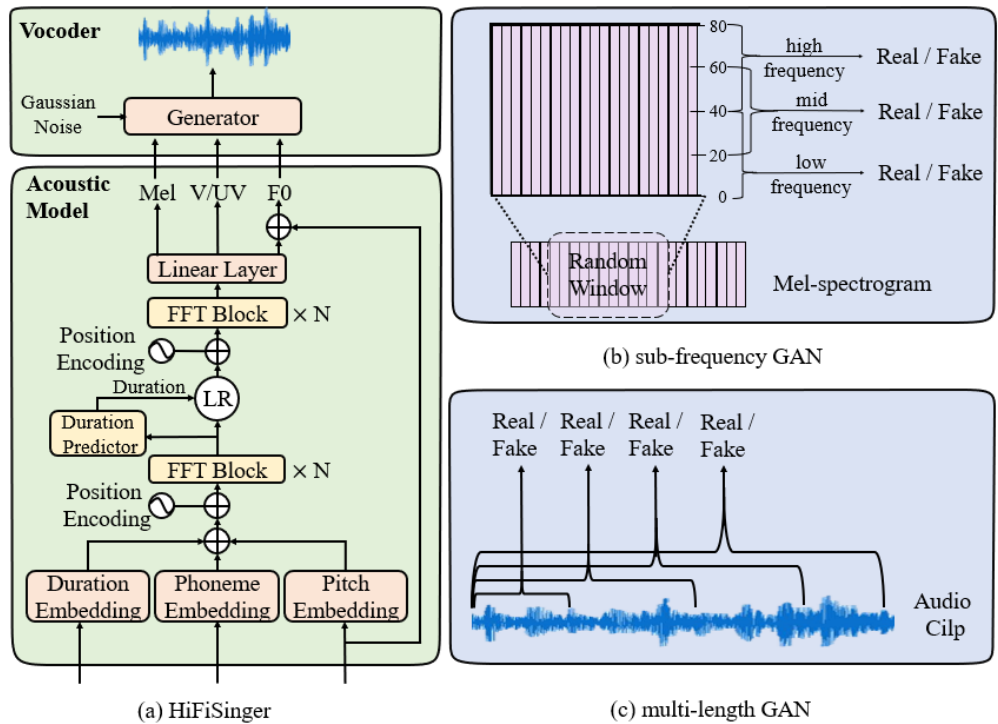 Vocoder
Gaussian
Noise
Generator
Acoustic
Model
Mel V/UV F0
Linear Layer
FFT Block × N
Position
Encoding
Duration
LR
Duration
Predictor
FFT Block × N
Position
Encoding
Duration
Embedding
Phoneme
Embedding
Pitch
Embedding
(a) HiFiSinger
80
60
40
20
0
high
frequency
Real / Fake
mid
frequency
Real / Fake
low
frequency
Real / Fake
Random
Window
Mel-spectrogram
(b) sub-frequency GAN
Real / Real / Real / Real /
Fake Fake Fake Fake
Audio
Cilp
(c) multi-length GAN